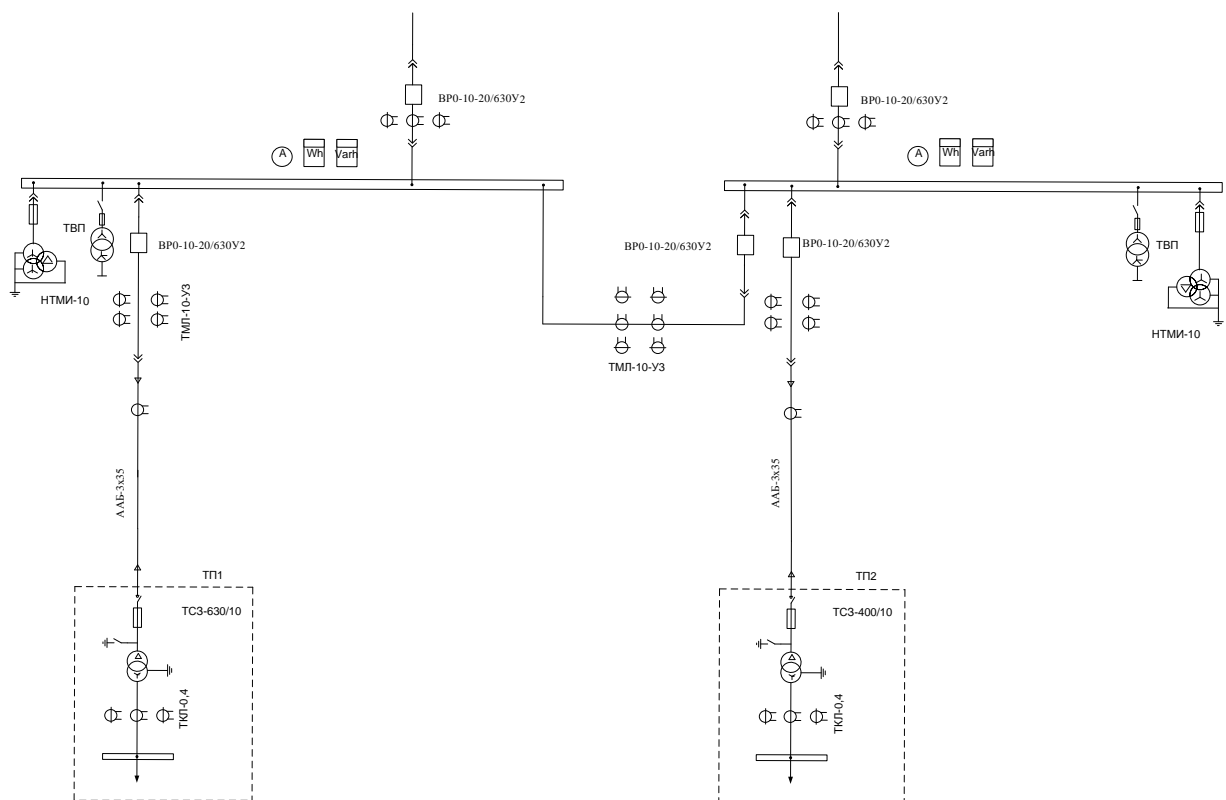 ВР0-10-20/630У2
ВР0-10-20/630У2
A
Wh
Varh
A
Wh
Varh
ТВП
ВР0-10-20/630У2
ВР0-10-20/630У2
ВР0-10-20/630У2
ТВП
НТМИ-10
ТМЛ-10-У3
НТМИ-10
ТМЛ-10-У3
ААБ-3х35
ААБ-3х35
ТП1
ТП2
ТСЗ-630/10
ТСЗ-400/10
ТКЛ-0,4
ТКЛ-0,4